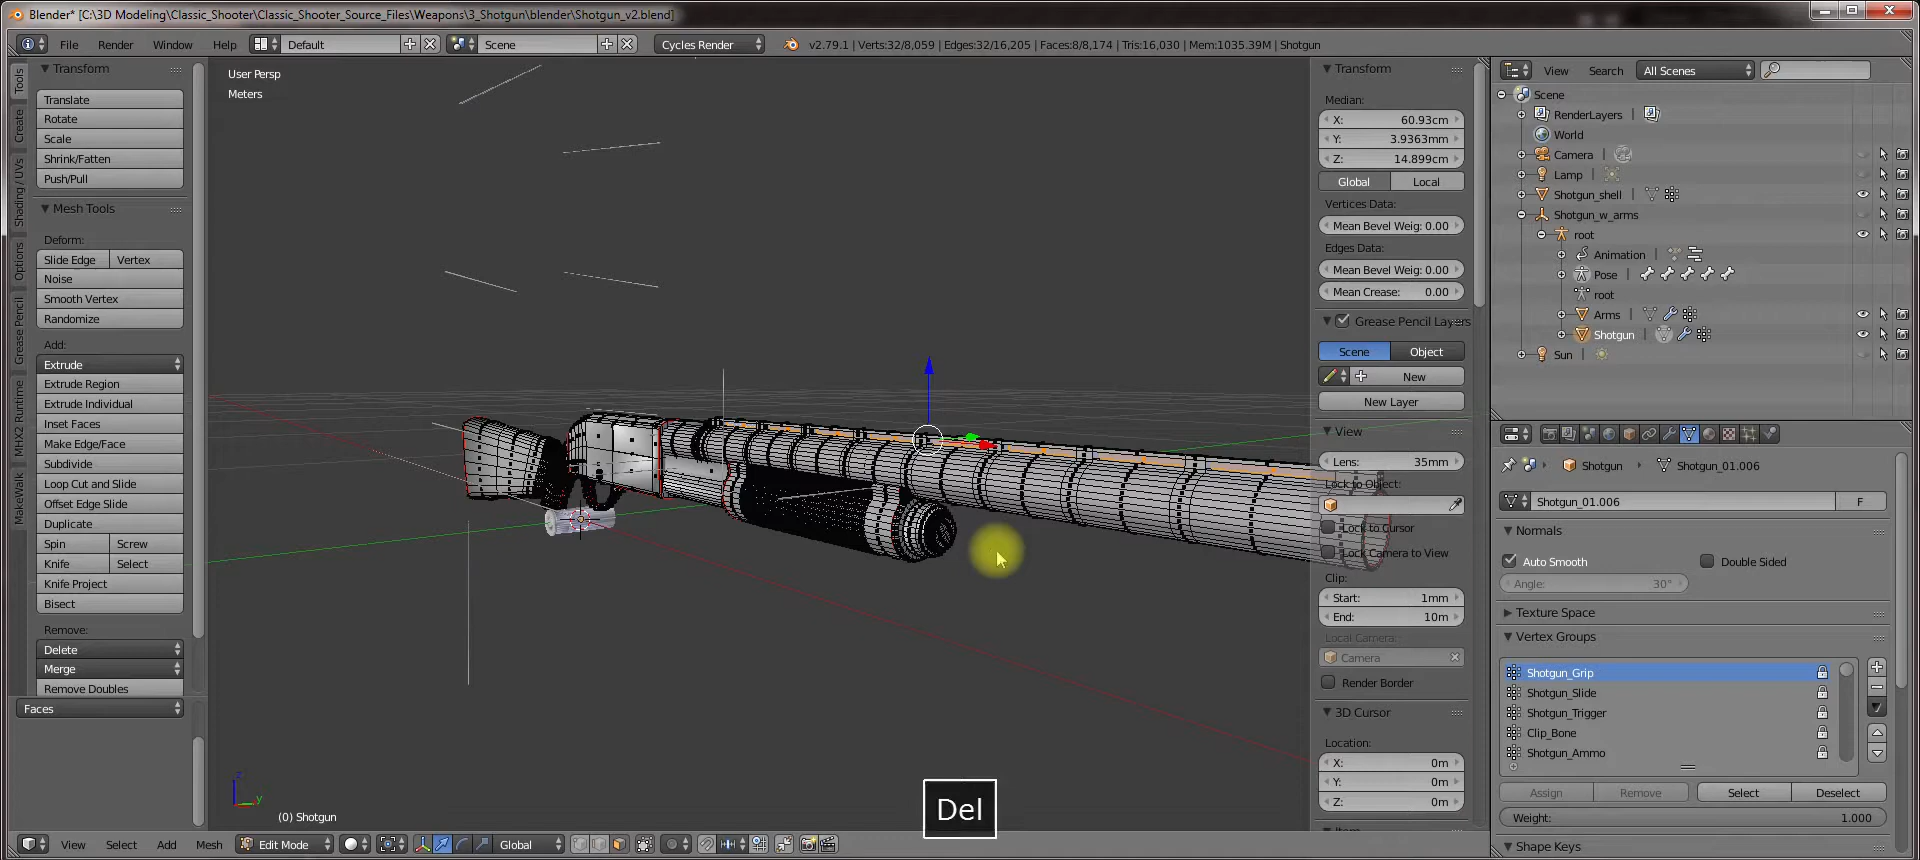 Blender* [C:\3D Modeling\Classic_Shooter\Classic_Shooter_Source_Files\Weapons\3_Shotgun\blender\Shotgun_v2.blend]
File Render Window Help Default Scene Cycles Render v2.79.1 | Verts:32/8,059 | Edges:32/16,205 | Faces:8/8,174 | Tris:16,030 | Mem:1035.39M | Shotgun
Tools
Create
Shading / UVs
Options
Grease Pencil
MHX2 Runtime
MakeWalk
Transform
Translate
Rotate
Scale
Shrink/Fatten
Push/Pull
Mesh Tools
Deform:
Slide Edge Vertex
Noise
Smooth Vertex
Randomize
Add:
Extrude
Extrude Region
Extrude Individual
Inset Faces
Make Edge/Face
Subdivide
Loop Cut and Slide
Offset Edge Slide
Duplicate
Spin Screw
Knife Select
Knife Project
Bisect
Remove:
Delete
Merge
Remove Doubles
Faces
User Persp
Meters
z
y
(0) Shotgun
Del
View Select Add Mesh Edit Mode Global
Transform
Median:
X: 60.93cm
Y: 3.9363mm
Z: 14.899cm
Global Local
Vertices Data:
Mean Bevel Weig: 0.00
Edges Data:
Mean Bevel Weig: 0.00
Mean Crease: 0.00
Grease Pencil Layers
Scene Object
New
New Layer
View
Lens: 35mm
Lock to Object:
Lock to Cursor
Lock Camera to View
Clip:
Start: 1mm
End: 10m
Local Camera:
Camera
Render Border
3D Cursor
Location:
X: 0m
Y: 0m
Z: 0m
View Search All Scenes
Scene
RenderLayers |
World
Camera |
Lamp |
Shotgun_shell |
Shotgun_w_arms
root
Animation |
Pose |
root
Arms |
Shotgun |
Sun |
Shotgun Shotgun_01.006
Shotgun_01.006 F
Normals
Auto Smooth Double Sided
Angle: 30°
Texture Space
Vertex Groups
Shotgun_Grip
Shotgun_Slide
Shotgun_Trigger
Clip_Bone
Shotgun_Ammo
Assign Remove Select Deselect
Weight: 1.000
Shape Keys